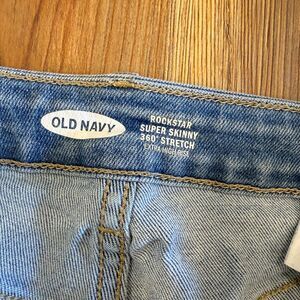 OLD NAVY
ROCKSTAR
SUPER SKINNY
360° STRETCH
EXTRA HIGH-RISE